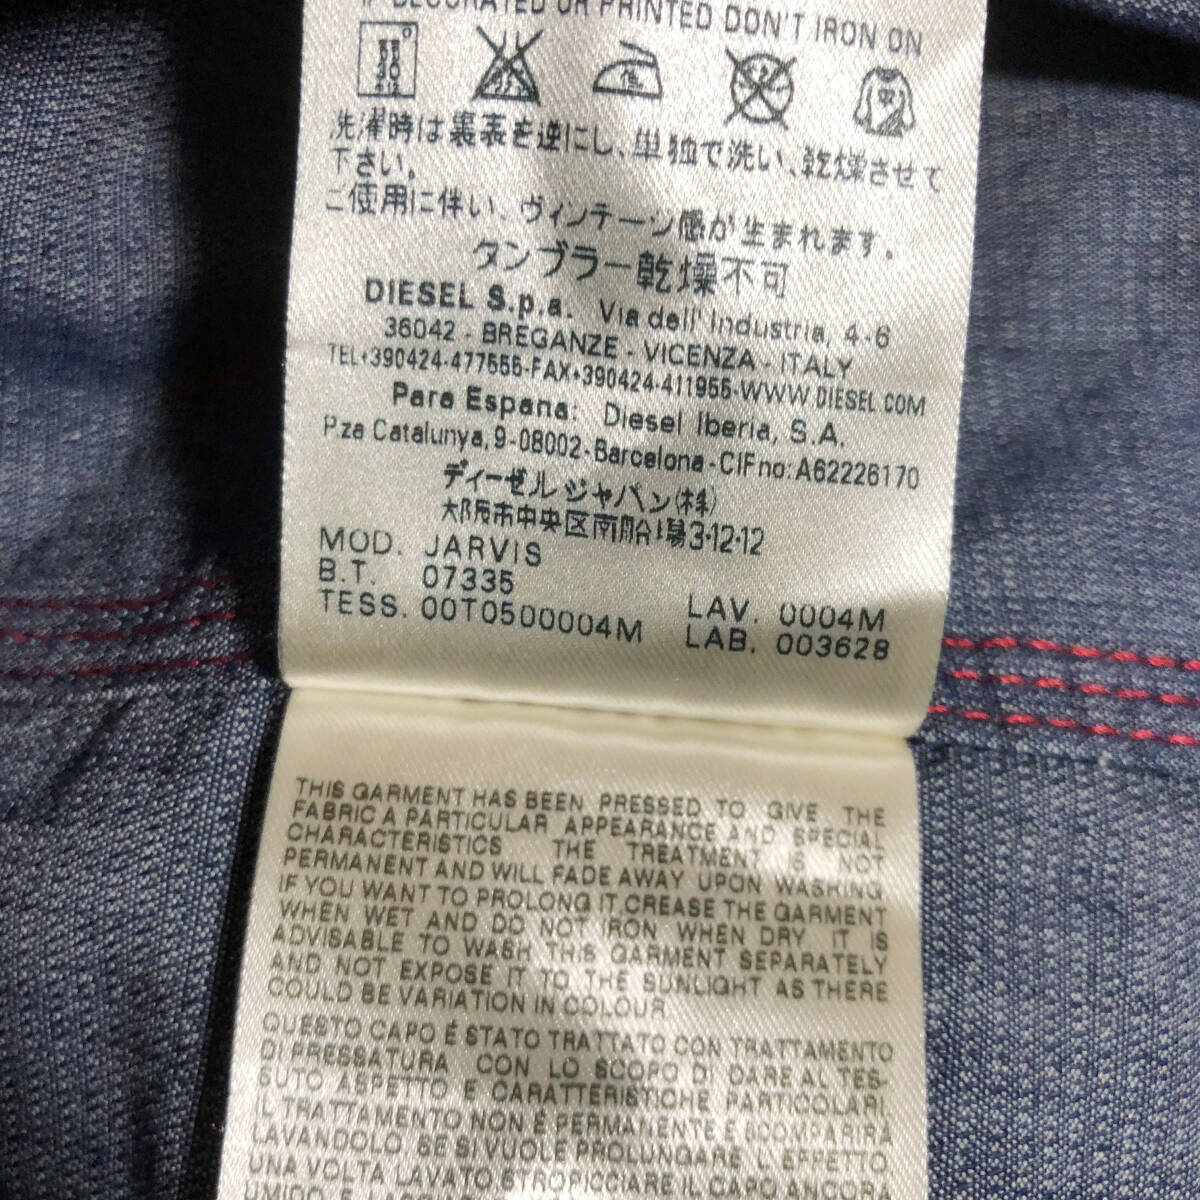 IF DECORATED OR PRINTED DON'T IRON ON
洗濯時は裏表を逆にし、単独で洗い、乾燥させて
下さい。
ご使用に伴い、ヴィンテージ感が生まれます。
タンブラー乾燥不可
DIESEL S.p.a. Via dell' Industria, 4-6
36042 - BREGANZE - VICENZA - ITALY
TEL+390424-477555-FAX+390424-411955-WWW.DIESEL.COM
Para Espana: Diesel Iberia, S.A.
P.za Catalunya, 9-08002-Barcelona-CIF no: A62226170
ディーゼル ジャパン(株)
大阪市中央区南船場3-12-12
MOD. JARVIS
B.T. 07335
TESS. 00T0500004M LAV. 0004M
LAB. 003628
THIS GARMENT HAS BEEN PRESSED TO GIVE THE
FABRIC A PARTICULAR APPEARANCE AND SPECIAL
CHARACTERISTICS THE TREATMENT IS NOT
PERMANENT AND WILL FADE AWAY UPON WASHING
IF YOU WANT TO PROLONG IT, CREASE THE GARMENT
WHEN WET AND DO NOT IRON WHEN DRY IT IS
ADVISABLE TO WASH THIS GARMENT SEPARATELY
AND NOT EXPOSE IT TO THE SUNLIGHT AS THERE
COULD BE VARIATION IN COLOUR
QUESTO CAPO É STATO TRATTATO CON TRATTAMENTO
DI PRESSATURA CON LO SCOPO DI DARE AL TES-
SUTO ASPETTO E CARATTERISTICHE PARTICOLARI.
IL TRATTAMENTO NON É PERMANENTE E SCOMPARIRA
LAVANDOLO. SE SI VUOLE PROLUNGARE L'EFFETTO
UNA VOLTA LAVATO STROPICCIARE IL CAPO ANCORA
UMIDO E